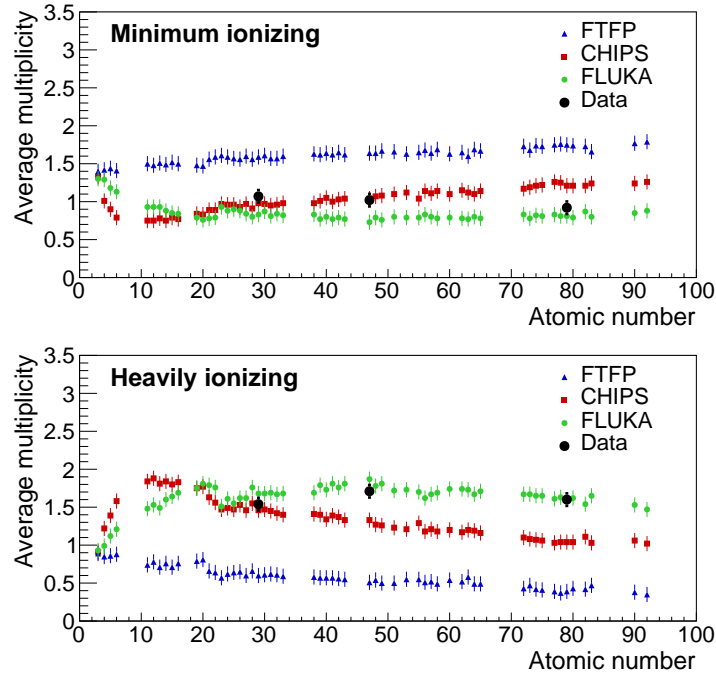 Average multiplicity
3.5
3
2.5
2
1.5
1
0.5
0
Minimum ionizing
FTFP
CHIPS
FLUKA
Data
0 10 20 30 40 50 60 70 80 90 100
Atomic number
Average multiplicity
3.5
3
2.5
2
1.5
1
0.5
0
Heavily ionizing
FTFP
CHIPS
FLUKA
Data
0 10 20 30 40 50 60 70 80 90 100
Atomic number